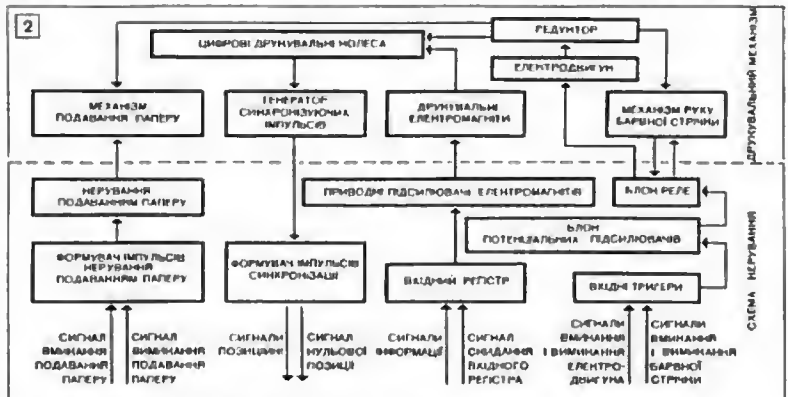 2
РЕДУКТОР
ЦИФРОВІ ДРУКУВАЛЬНІ КОЛЕСА
ЕЛЕКТРОДВИГУН
МЕХАНІЗМ
ПОДАВАННЯ ПАПЕРУ
ГЕНЕРАТОР
СИНХРОНІЗУЮЧИХ
ІМПУЛЬСІВ
ДРУКУВАЛЬНІ
ЕЛЕКТРОМАГНІТИ
МЕХАНІЗМ РУХУ
БАРВНОЇ СТРІЧКИ
ДРУКУВАЛЬНИЙ МЕХАНІЗМ
КЕРУВАННЯ
ПОДАВАННЯМ ПАПЕРУ
ПРИВОДНІ ПІДСИЛЮВАЧІ ЕЛЕКТРОМАГНІТІВ
БЛОК РЕЛЕ
БЛОК
ПОТЕНЦІАЛЬНИХ ПІДСИЛЮВАЧІВ
ФОРМУВАЧ ІМПУЛЬСІВ
КЕРУВАННЯ
ПОДАВАННЯМ ПАПЕРУ
ФОРМУВАЧ ІМПУЛЬСІВ
СИНХРОНІЗАЦІЇ
ВХІДНИЙ РЕГІСТР
ВХІДНІ ТРИГЕРИ
СХЕМА КЕРУВАННЯ
СИГНАЛ
ВМИКАННЯ
ПОДАВАННЯ
ПАПЕРУ
СИГНАЛ
ВИМИКАННЯ
ПОДАВАННЯ
ПАПЕРУ
СИГНАЛИ
ПОЗИЦІЙНІ
СИГНАЛ
НУЛЬОВОЇ
ПОЗИЦІЇ
СИГНАЛИ
ІНФОРМАЦІЇ
СИГНАЛ
СКИДАННЯ
ВХІДНОГО
РЕГІСТРА
СИГНАЛИ
ВМИКАННЯ
І ВИМИКАННЯ
ЕЛЕКТРО-
ДВИГУНА
СИГНАЛИ
ВМИКАННЯ
І ВИМИКАННЯ
БАРВНОЇ
СТРІЧКИ